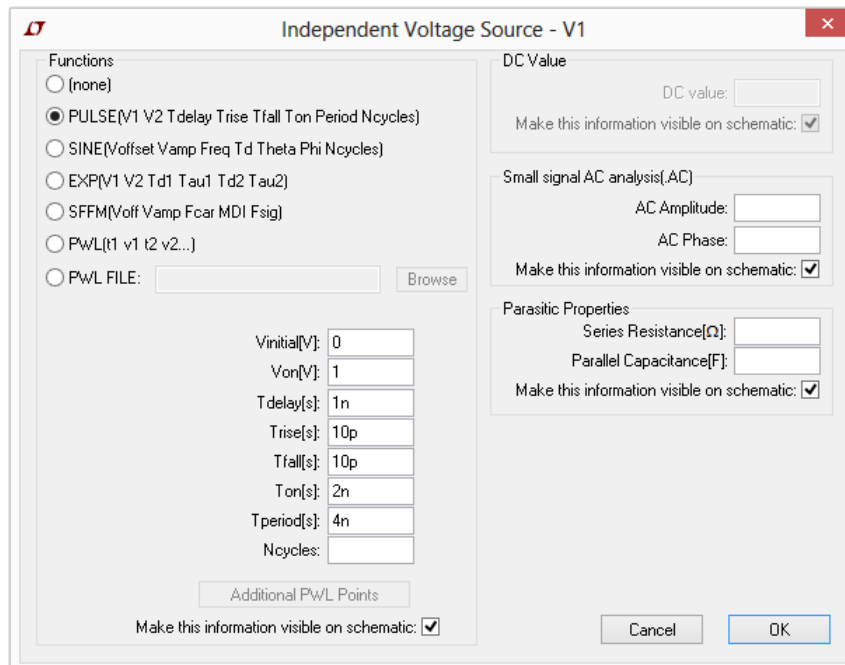 Independent Voltage Source - V1
Functions
(none)
PULSE(V1 V2 Tdelay Trise Tfall Ton Period Ncycles)
SINE(Voffset Vamp Freq Td Theta Phi Ncycles)
EXP(V1 V2 Td1 Tau1 Td2 Tau2)
SFFM(Voff Vamp Fcar MDI Fsig)
PWL(t1 v1 t2 v2...)
PWL FILE: Browse
Vinitial[V]: 0
Von[V]: 1
Tdelay[s]: 1n
Trise[s]: 10p
Tfall[s]: 10p
Ton[s]: 2n
Tperiod[s]: 4n
Ncycles:
Additional PWL Points
Make this information visible on schematic:
DC Value
DC value:
Make this information visible on schematic:
Small signal AC analysis(.AC)
AC Amplitude:
AC Phase:
Make this information visible on schematic:
Parasitic Properties
Series Resistance[Ω]:
Parallel Capacitance[F]:
Make this information visible on schematic:
Cancel OK